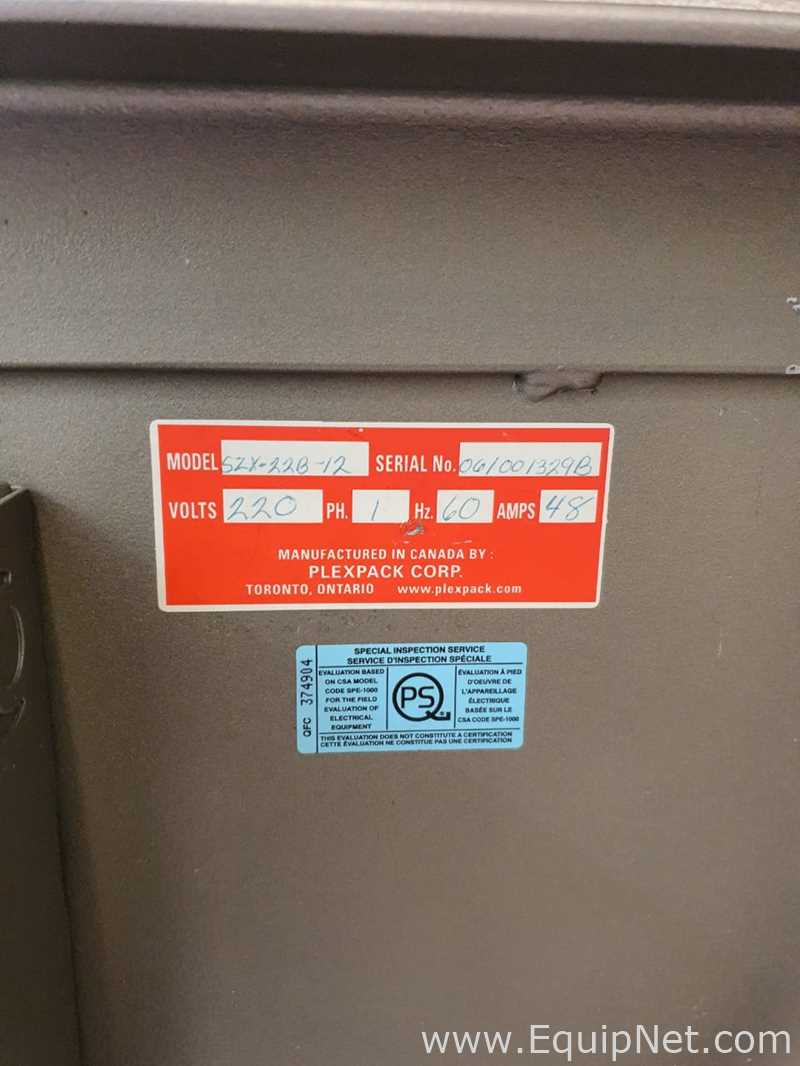 MODEL SZX-22B-12 SERIAL No. 061001329B
VOLTS 220 PH. 1 Hz. 60 AMPS 48
MANUFACTURED IN CANADA BY :
PLEXPACK CORP.
TORONTO, ONTARIO www.plexpack.com
SPECIAL INSPECTION SERVICE
SERVICE D'INSPECTION SPÉCIALE
QFC 374904
EVALUATION BASED
ON CSA MODEL
CODE SPE-1000
FOR THE FIELD
EVALUATION OF
ELECTRICAL
EQUIPMENT
QPS
ÉVALUATION À PIED
D'OEUVRE DE
L'APPAREILLAGE
ÉLECTRIQUE
BASÉE SUR LE
CSA CODE SPE-1000
THIS EVALUATION DOES NOT CONSTITUTE A CERTIFICATION
CETTE ÉVALUATION NE CONSTITUE PAS UNE CERTIFICATION
www.EquipNet.com